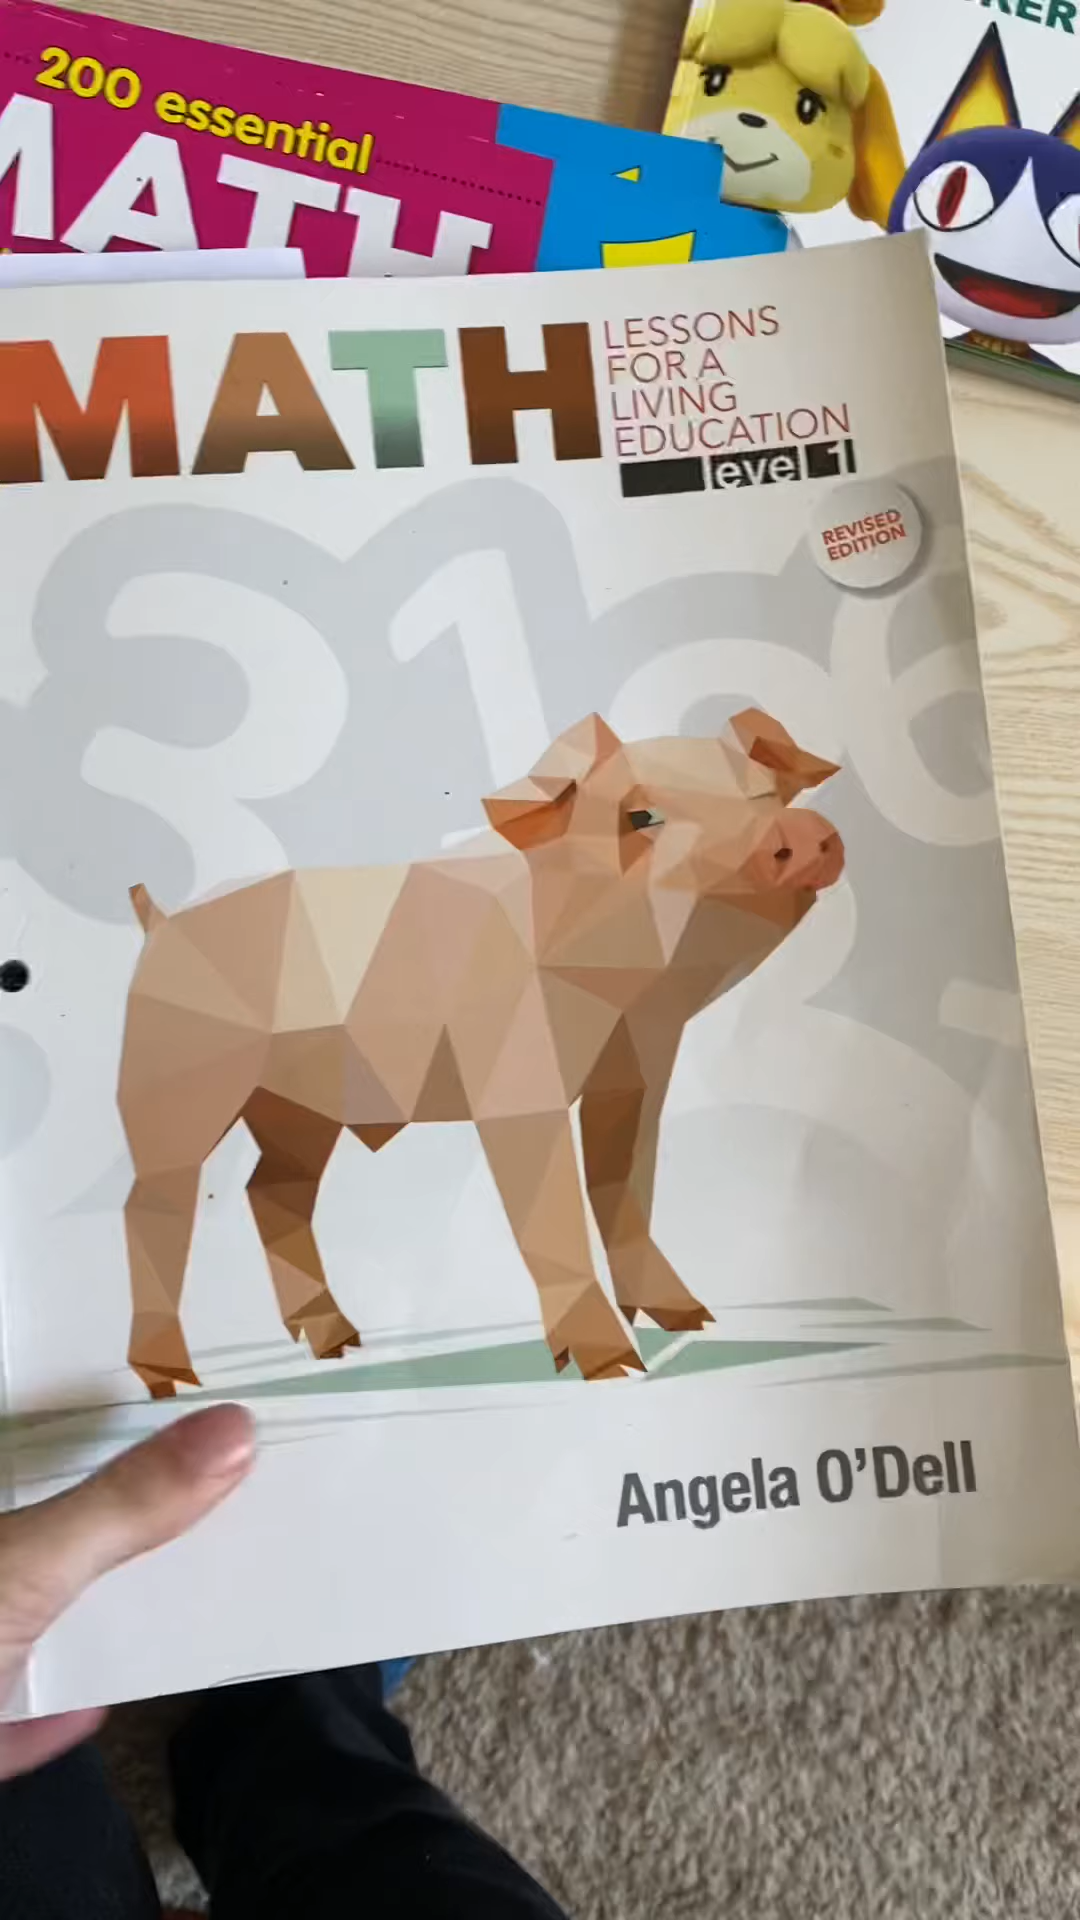 200 essential
MATH
MATH
LESSONS
FOR A
LIVING
EDUCATION
level 1
REVISED
EDITION
Angela O'Dell